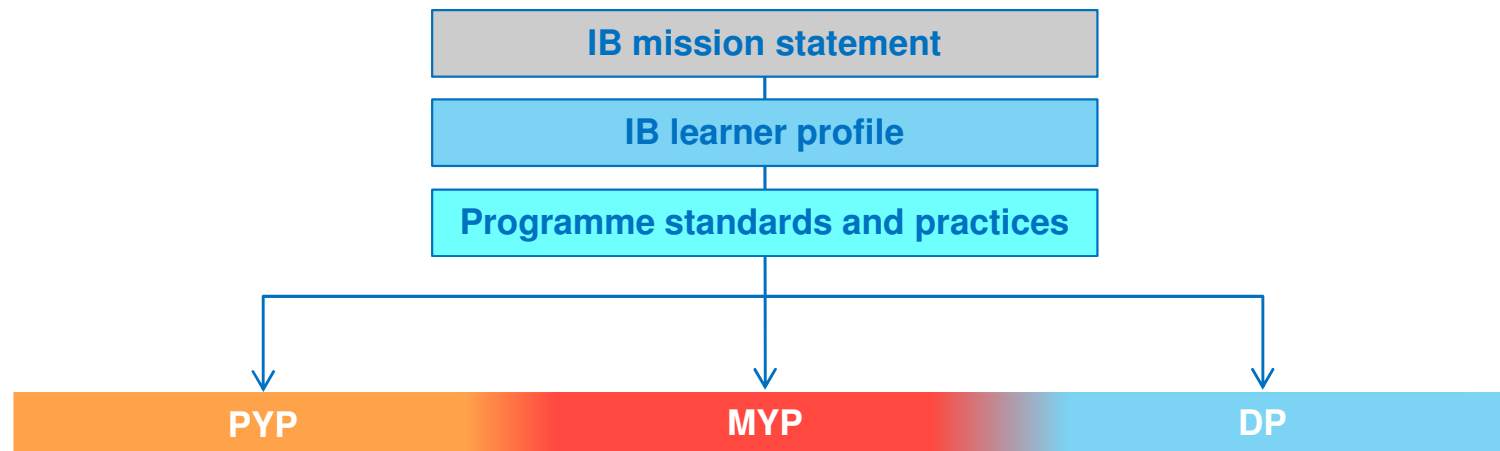 IB mission statement
IB learner profile
Programme standards and practices
PYP
MYP
DP